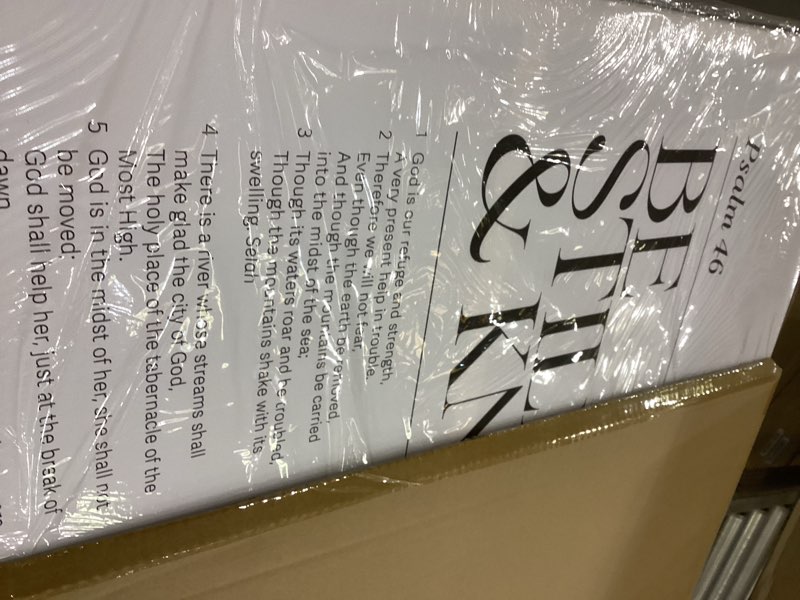 Psalm 46
BE
STILL
& KN
1 God is our refuge and strength,
A very present help in trouble.
2 Therefore we will not fear,
Even though the earth be removed,
And though the mountains be carried
into the midst of the sea;
3 Though its waters roar and be troubled,
Though the mountains shake with its
swelling. Selah
4 There is a river whose streams shall
make glad the city of God,
The holy place of the tabernacle of the
Most High.
5 God is in the midst of her, she shall not
be moved;
God shall help her, just at the break of
dawn